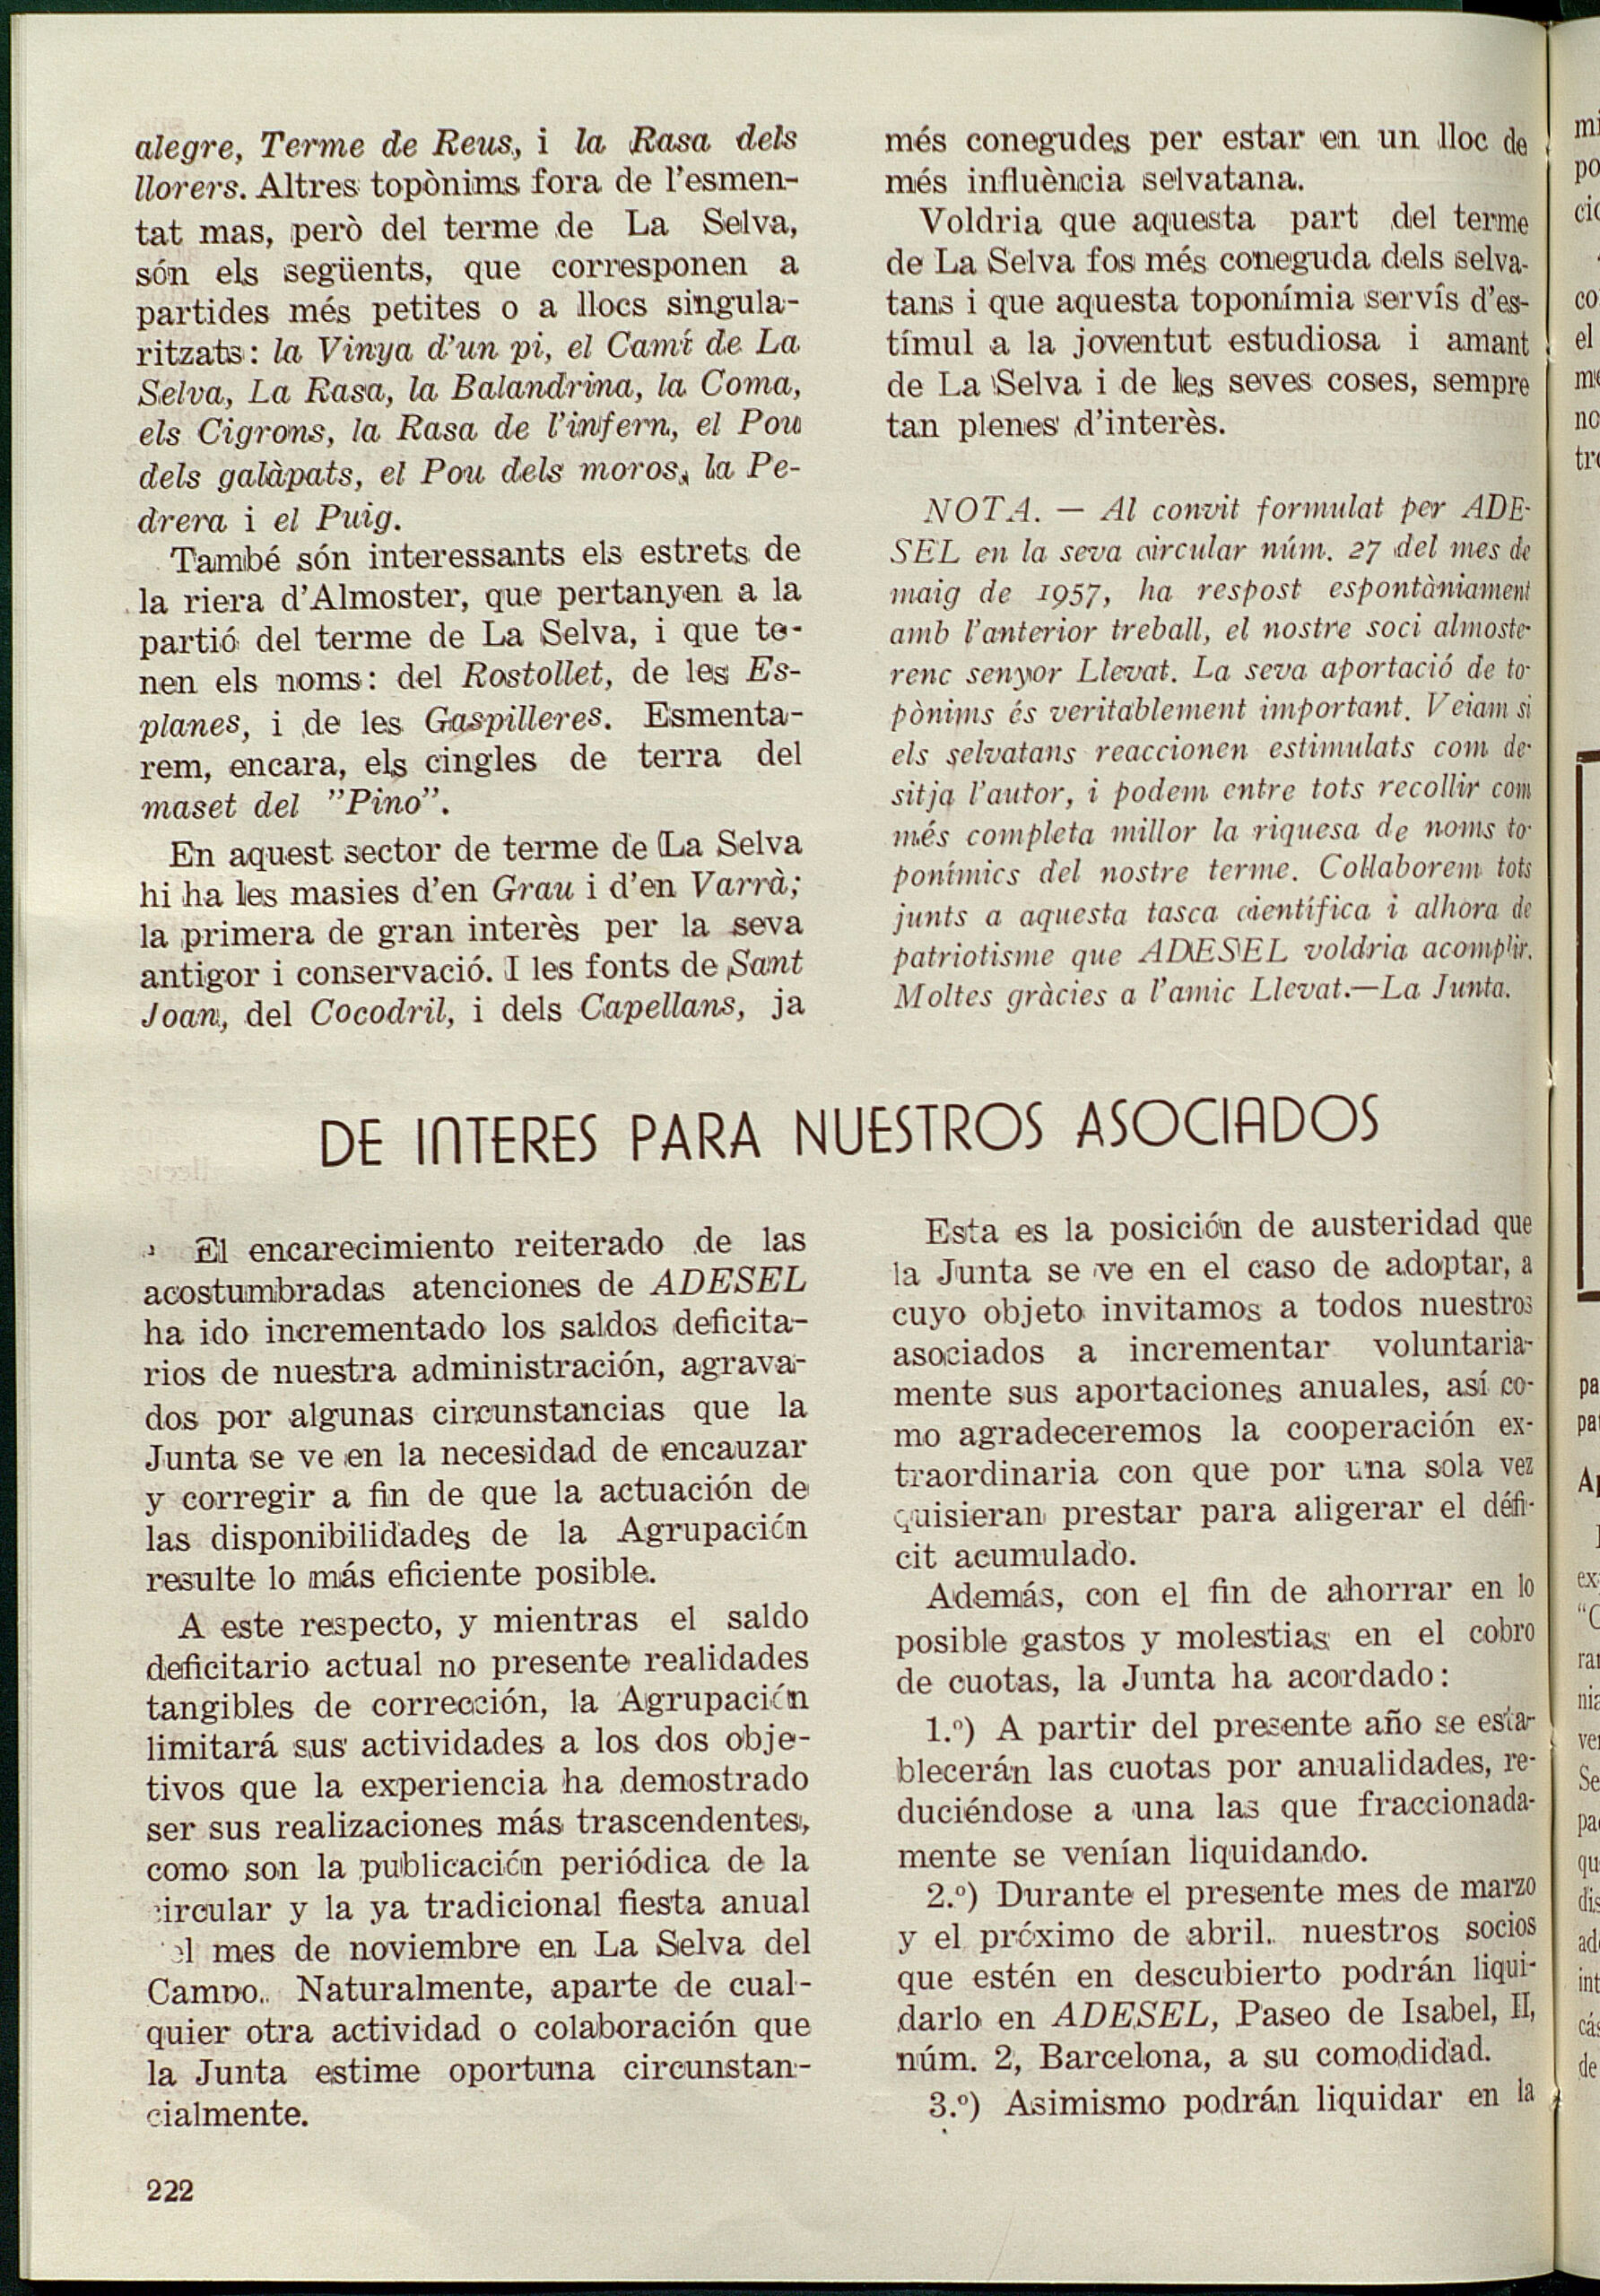 alegre, Terme de Reus, i la Rasa dels
llorers. Altres topònims fora de l'esmen-
tat mas, però del terme de La Selva,
són els següents, que corresponen a
partides més petites o a llocs singula-
ritzats: la Vinya d'un pi, el Camí de La
Selva, La Rasa, la Balandrina, la Coma,
els Cigrons, la Rasa de l'infern, el Pou
dels galàpats, el Pou dels moros, la Pe-
drera i el Puig.
També són interessants els estrets de
la riera d'Almoster, que pertanyen a la
partió del terme de La Selva, i que te-
nen els noms: del Rostollet, de les Es-
planes, i de les Gaspilleres. Esmenta-
rem, encara, els cingles de terra del
maset del "Pino".
En aquest sector de terme de La Selva
hi ha les masies d'en Grau i d'en Varrà;
la primera de gran interès per la seva
antigor i conservació. I les fonts de Sant
Joan, del Cocodril, i dels Capellans, ja
més conegudes per estar en un lloc de
més influència selvatana.
Voldria que aquesta part del terme
de La Selva fos més coneguda dels selva-
tans i que aquesta toponímia servís d'es-
tímul a la joventut estudiosa i amant
de La Selva i de les seves coses, sempre
tan plenes d'interès.
NOTA. — Al convit formulat per ADE-
SEL en la seva circular núm. 27 del mes de
maig de 1957, ha respost espontàniament
amb l'anterior treball, el nostre soci almoste-
renc senyor Llevat. La seva aportació de to-
pònims és veritablement important. Veiam si
els selvatans reaccionen estimulats com de-
sitja l'autor, i podem entre tots recollir com
més completa millor la riquesa de noms to-
ponímics del nostre terme. Col·laborem tots
junts a aquesta tasca científica i alhora de
patriotisme que ADESEL voldria acomplir.
Moltes gràcies a l'amic Llevat.—La Junta.
DE INTERES PARA NUESTROS ASOCIADOS
El encarecimiento reiterado de las
acostumbradas atenciones de ADESEL
ha ido incrementado los saldos deficita-
rios de nuestra administración, agrava-
dos por algunas circunstancias que la
Junta se ve en la necesidad de encauzar
y corregir a fin de que la actuación de
las disponibilidades de la Agrupación
resulte lo más eficiente posible.
A este respecto, y mientras el saldo
deficitario actual no presente realidades
tangibles de corrección, la Agrupación
limitará sus actividades a los dos obje-
tivos que la experiencia ha demostrado
ser sus realizaciones más trascendentes,
como son la publicación periódica de la
circular y la ya tradicional fiesta anual
el mes de noviembre en La Selva del
Campo. Naturalmente, aparte de cual-
quier otra actividad o colaboración que
la Junta estime oportuna circunstan-
cialmente.
Esta es la posición de austeridad que
la Junta se ve en el caso de adoptar, a
cuyo objeto invitamos a todos nuestros
asociados a incrementar voluntaria-
mente sus aportaciones anuales, así co-
mo agradeceremos la cooperación ex-
traordinaria con que por una sola vez
quisieran prestar para aligerar el défi-
cit acumulado.
Además, con el fin de ahorrar en lo
posible gastos y molestias en el cobro
de cuotas, la Junta ha acordado:
1.º) A partir del presente año se esta-
blecerán las cuotas por anualidades, re-
duciéndose a una las que fraccionada-
mente se venían liquidando.
2.º) Durante el presente mes de marzo
y el próximo de abril. nuestros socios
que estén en descubierto podrán liqui-
darlo en ADESEL, Paseo de Isabel, II,
núm. 2, Barcelona, a su comodidad.
3.º) Asimismo podrán liquidar en la
222